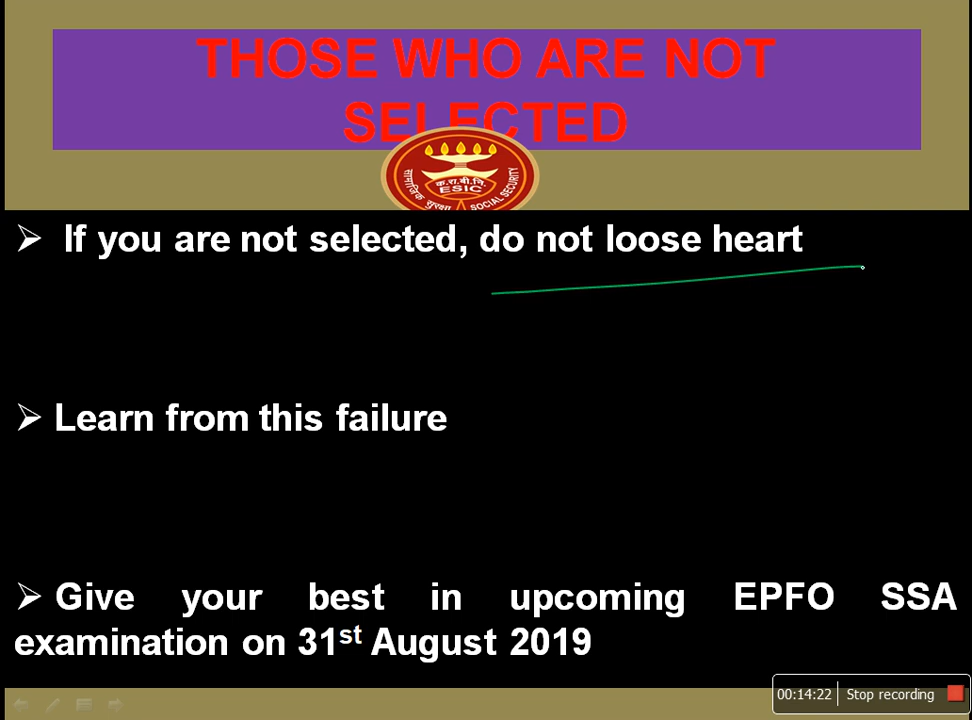 THOSE WHO ARE NOT
SELECTED
क.रा.बी.नि.
ESIC
सामाजिक सुरक्षा SOCIAL SECURITY
➢ If you are not selected, do not loose heart
➢ Learn from this failure
➢ Give your best in upcoming EPFO SSA
examination on 31st August 2019
00:14:22 Stop recording